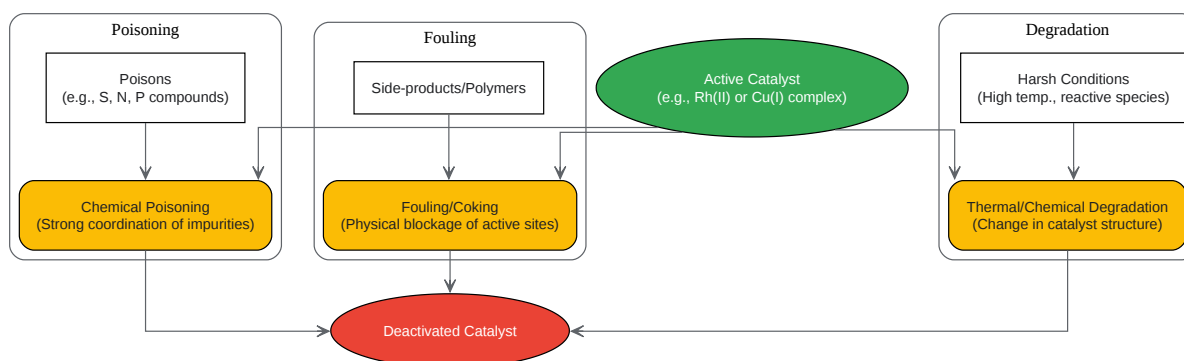 Poisoning
Fouling
Degradation
Poisons
(e.g., S, N, P compounds)
Side-products/Polymers
Active Catalyst
(e.g., Rh(II) or Cu(I) complex)
Harsh Conditions
(High temp., reactive species)
Chemical Poisoning
(Strong coordination of impurities)
Fouling/Coking
(Physical blockage of active sites)
Thermal/Chemical Degradation
(Change in catalyst structure)
Deactivated Catalyst